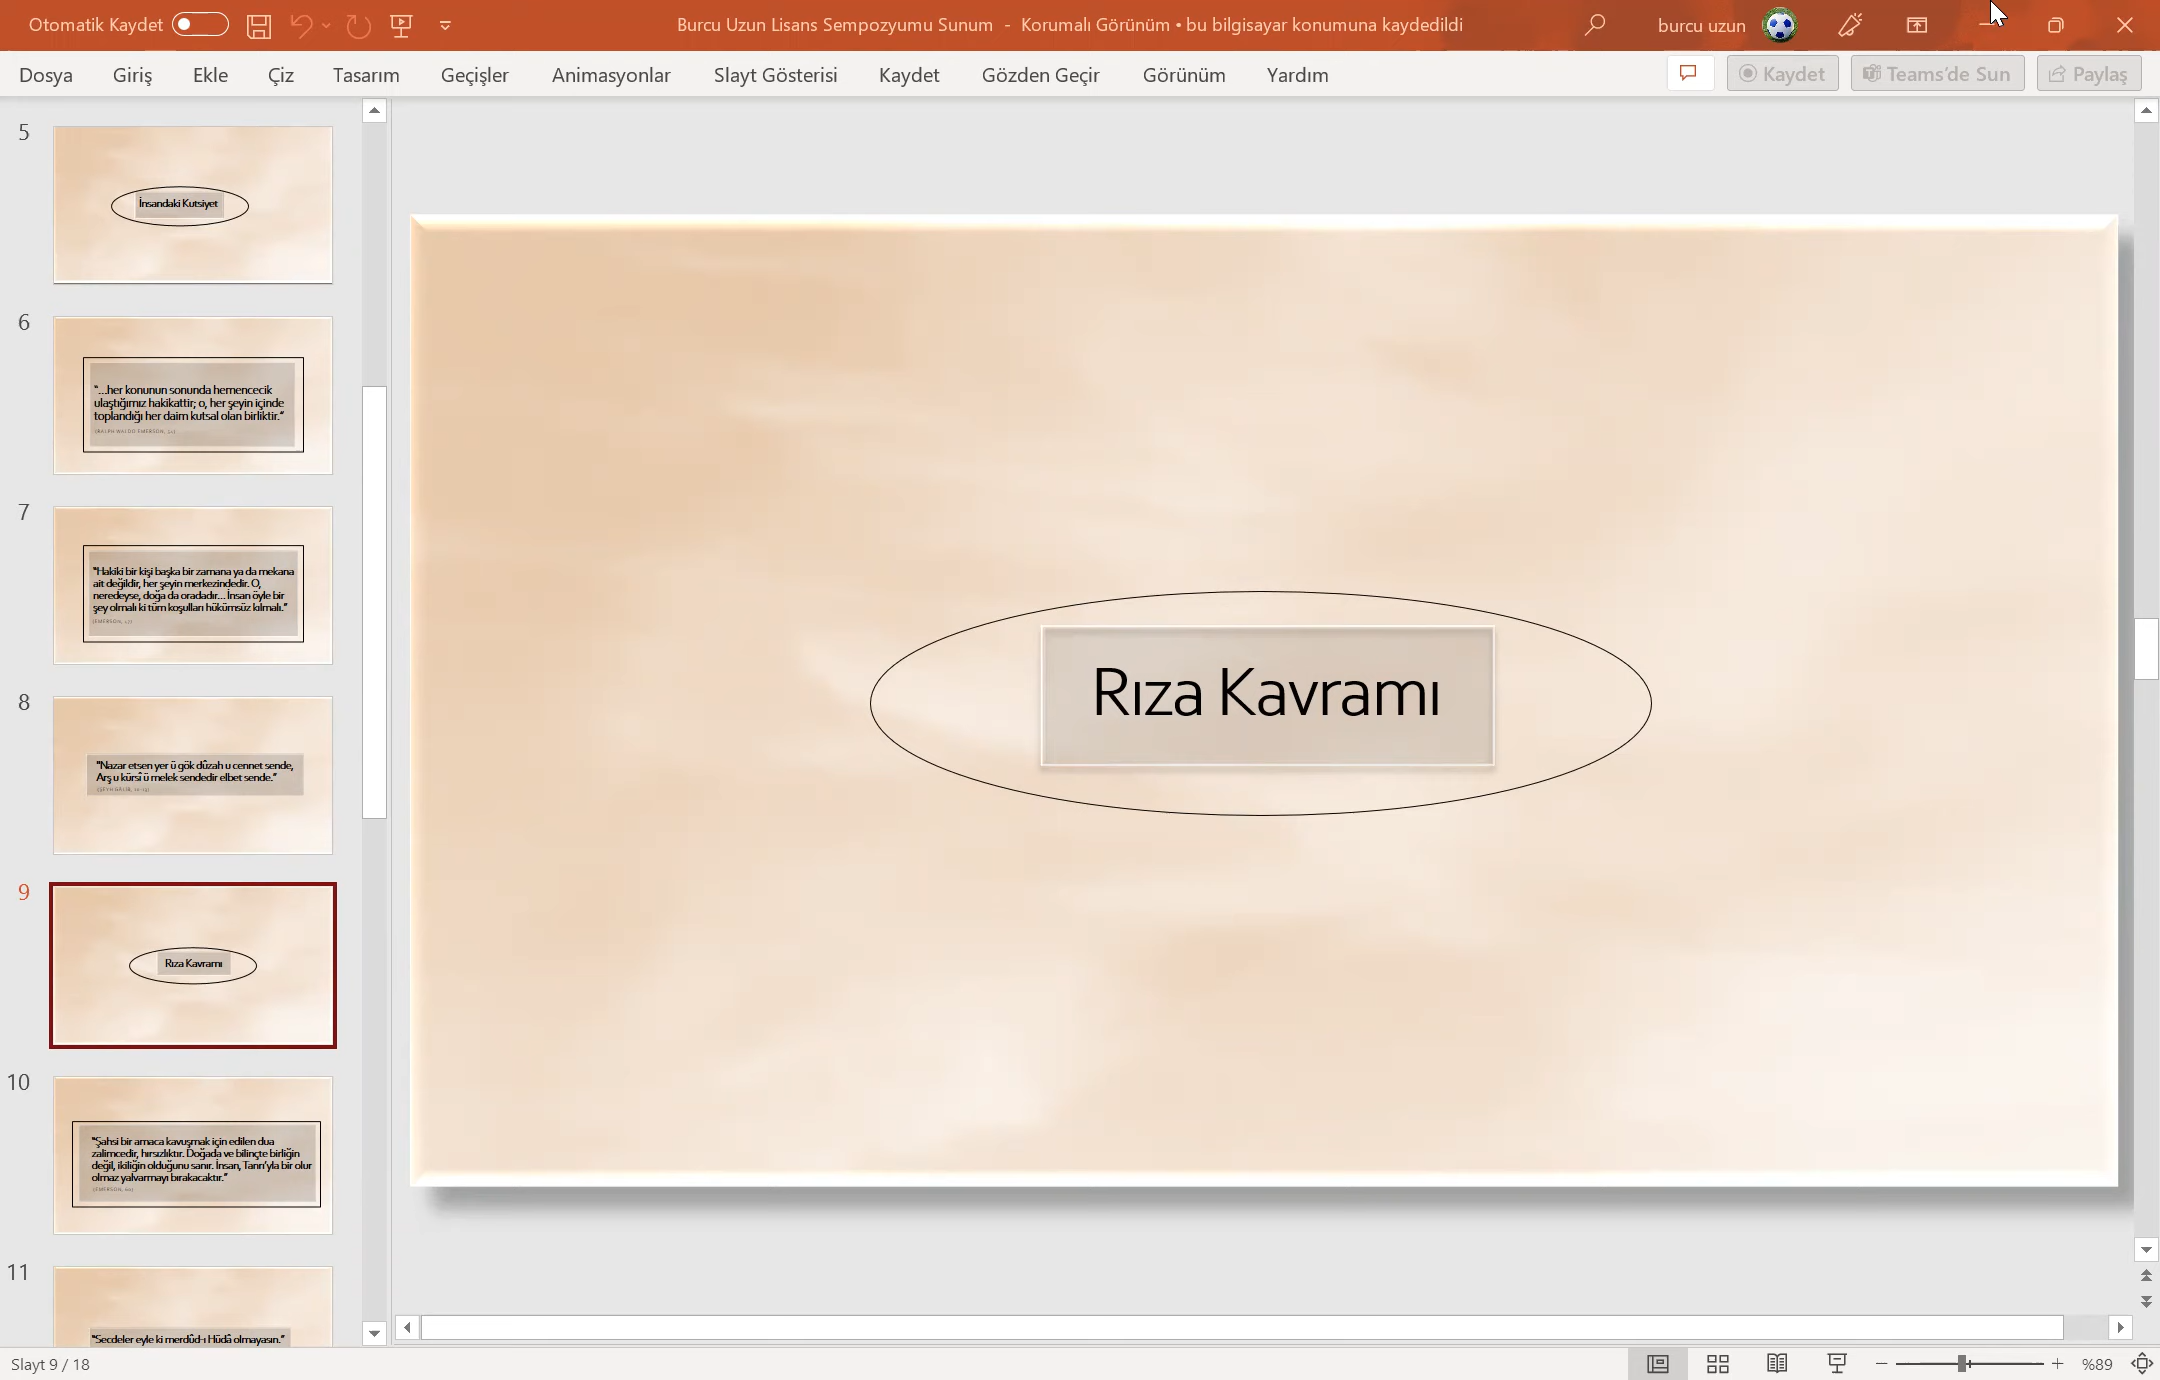 Otomatik Kaydet
Burcu Uzun Lisans Sempozyumu Sunum - Korumalı Görünüm • bu bilgisayar konumuna kaydedildi
burcu uzun
Dosya Giriş Ekle Çiz Tasarım Geçişler Animasyonlar Slayt Gösterisi Kaydet Gözden Geçir Görünüm Yardım
Kaydet Teams'de Sun Paylaş
5
İnsandaki Kutsiyet
6
"...her konunun sonunda hemencecik
ulaştığımız hakikattir; o, her şeyin içinde
toplandığı her daim kutsal olan birliktir."
(RALPH WALDO EMERSON, 51)
7
"Hakiki bir kişi başka bir zamana ya da mekana
ait değildir, her şeyin merkezindedir. O,
neredeyse, doğa da oradadır... İnsan öyle bir
şey olmalı ki tüm koşulları hükümsüz kılmalı."
(EMERSON, 47)
8
"Nazar etsen yer ü gök dûzah u cennet sende,
Arş u kürsî ü melek sendedir elbet sende."
9
Rıza Kavramı
10
"Şahsi bir amaca kavuşmak için edilen dua
zalimcedir, hırsızlıktır. Doğada ve bilinçte birliğin
değil, ikiliğin olduğunu sanır. İnsan, Tanrı'yla bir olur
olmaz yalvarmayı bırakacaktır."
11
"Secdeler eyle ki merdûd-ı Hüdâ olmayasın."
Rıza Kavramı
Slayt 9 / 18
%89